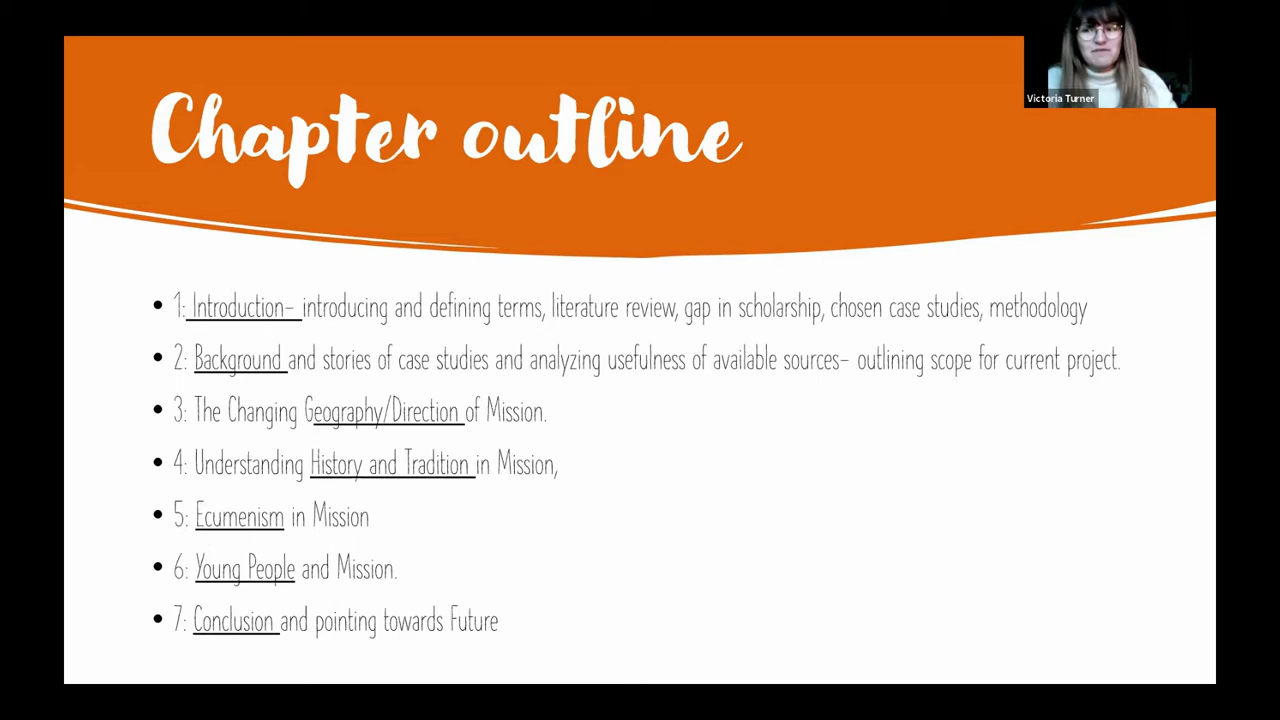 Victoria Turner
Chapter outline
• 1: Introduction- introducing and defining terms, literature review, gap in scholarship, chosen case studies, methodology
• 2: Background and stories of case studies and analyzing usefulness of available sources- outlining scope for current project.
• 3: The Changing Geography/Direction of Mission.
• 4: Understanding History and Tradition in Mission,
• 5: Ecumenism in Mission
• 6: Young People and Mission.
• 7: Conclusion and pointing towards Future